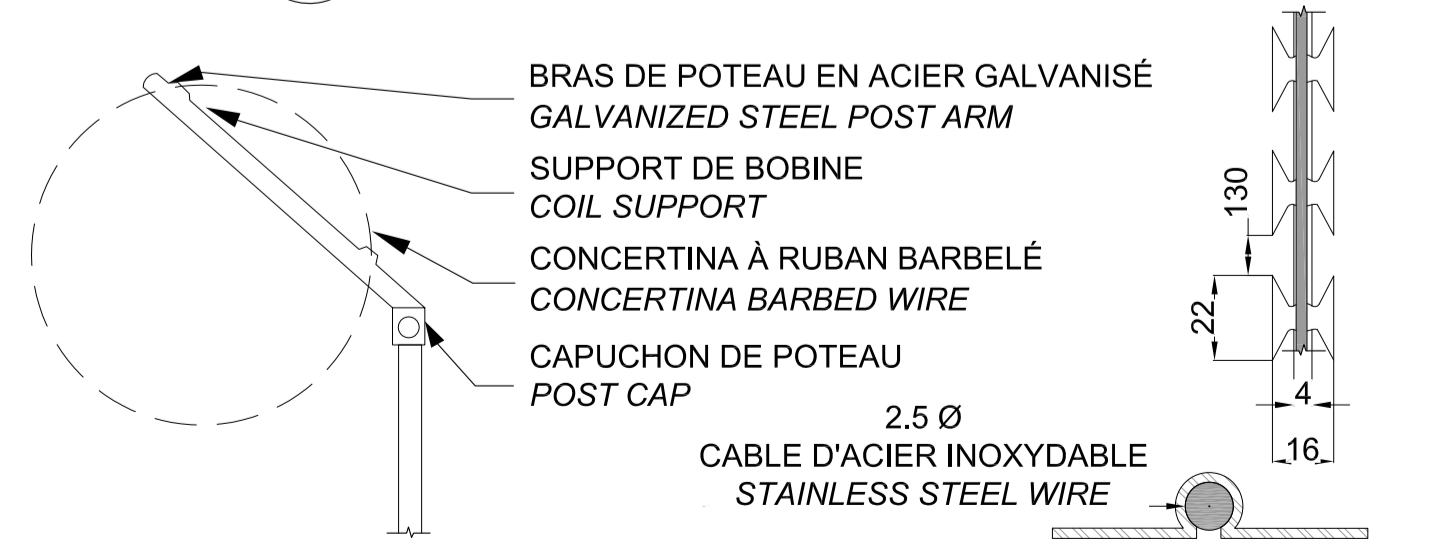 BRAS DE POTEAU EN ACIER GALVANISÉ
GALVANIZED STEEL POST ARM
SUPPORT DE BOBINE
COIL SUPPORT
CONCERTINA À RUBAN BARBELÉ
CONCERTINA BARBED WIRE
CAPUCHON DE POTEAU
POST CAP
2.5 Ø
CABLE D'ACIER INOXYDABLE
STAINLESS STEEL WIRE
130
22
4
16